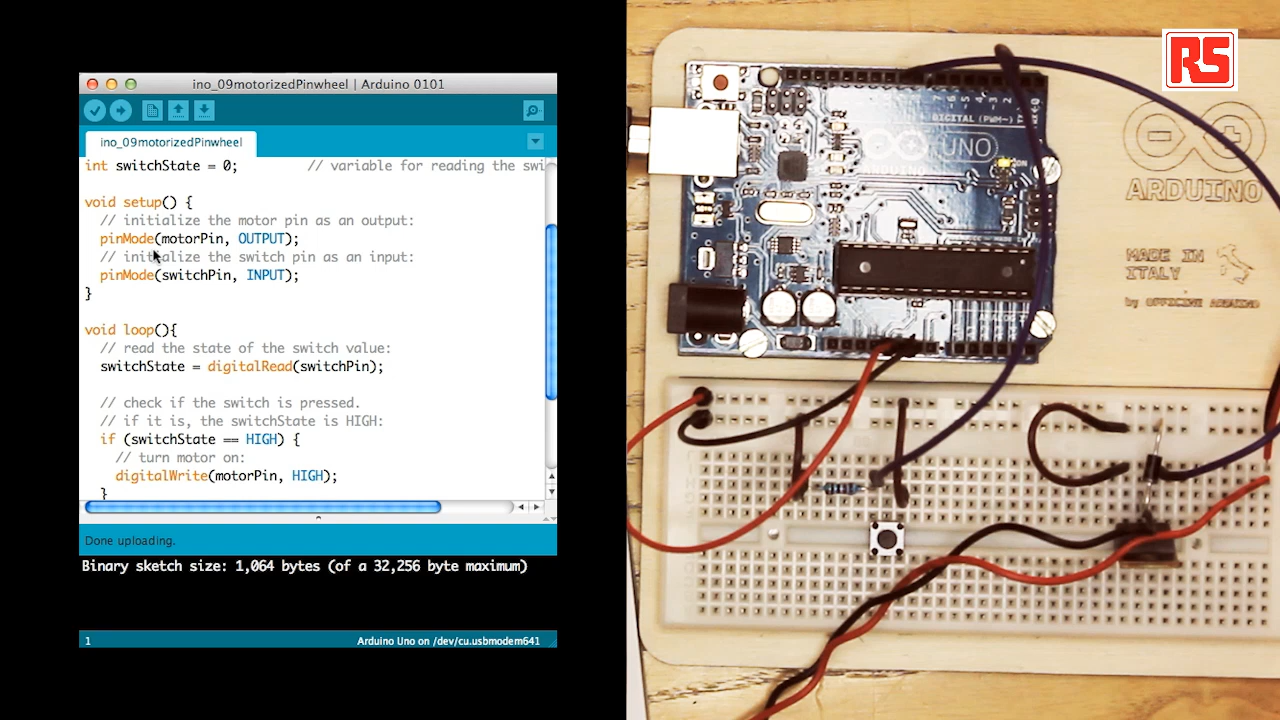 ino_09motorizedPinwheel | Arduino 0101
ino_09motorizedPinwheel
int switchState = 0;         // variable for reading the swi
void setup() {
  // initialize the motor pin as an output:
  pinMode(motorPin, OUTPUT);
  // initialize the switch pin as an input:
  pinMode(switchPin, INPUT);
}
void loop(){
  // read the state of the switch value:
  switchState = digitalRead(switchPin);
  // check if the switch is pressed.
  // if it is, the switchState is HIGH:
  if (switchState == HIGH) {
    // turn motor on:
    digitalWrite(motorPin, HIGH);
  }
Done uploading.
Binary sketch size: 1,064 bytes (of a 32,256 byte maximum)
1
Arduino Uno on /dev/cu.usbmodem641
RS
DIGITAL (PWM~)
UNO
ON
ARDUINO
MADE IN
ITALY
by OFFICINE ARDUINO